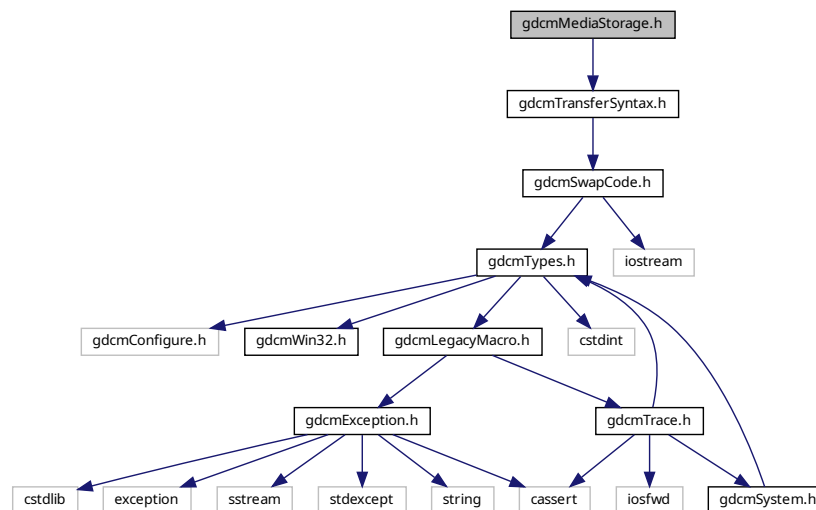 gdcmMediaStorage.h
gdcmTransferSyntax.h
gdcmSwapCode.h
gdcmTypes.h
iostream
gdcmConfigure.h
gdcmWin32.h
gdcmLegacyMacro.h
cstdint
gdcmException.h
gdcmTrace.h
cstdlib
exception
sstream
stdexcept
string
cassert
iosfwd
gdcmSystem.h